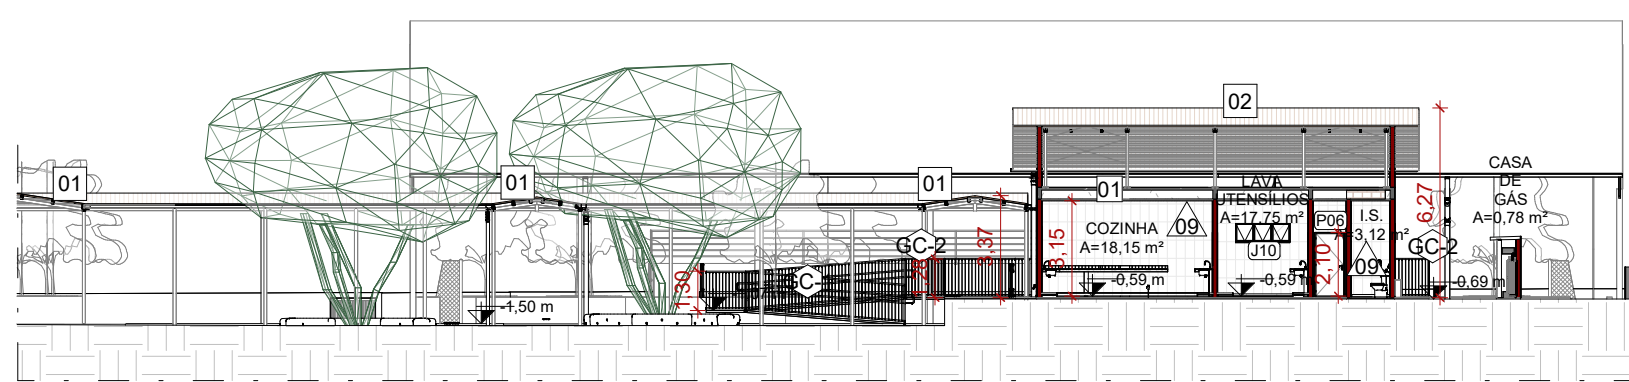 02
CASA
DE
GÁS
A=0,78 m²
01
01
01
01
LAVA
UTENSÍLIOS
A=17,75 m²
COZINHA
A=18,15 m²
09
J10
P06
I.S.
=3,12 m²
09
GC-2
GC-
GC-2
6,27
3,37
3,15
2,10
1,30
-1,50 m
-0,59 m
-0,59 m
-0,69 m